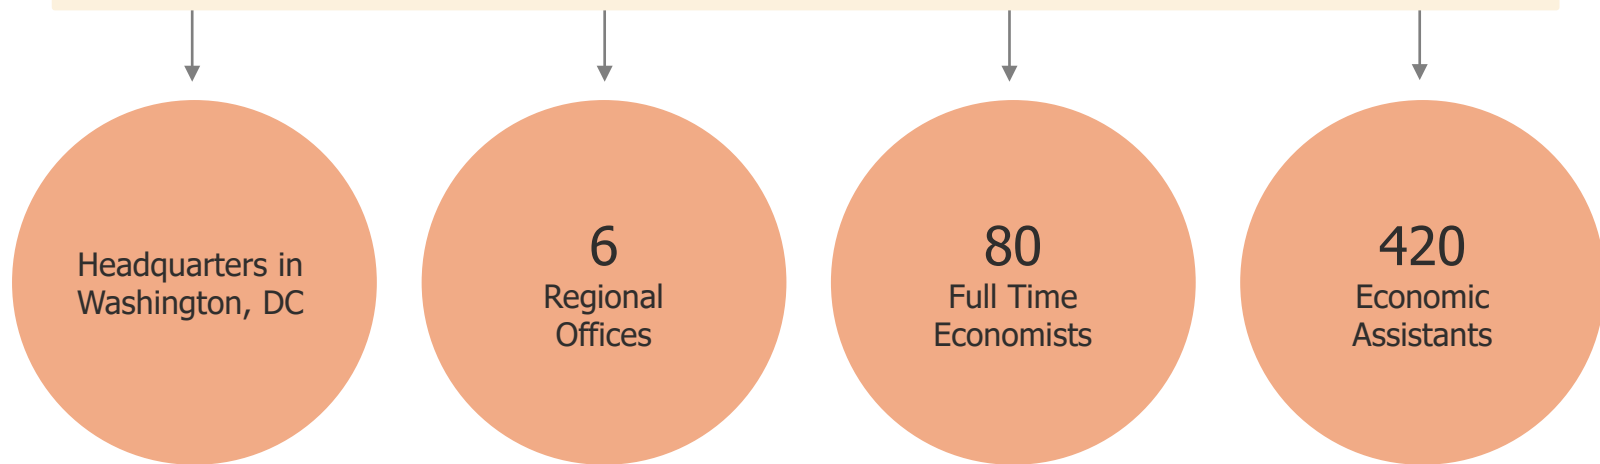 Headquarters in
Washington, DC
6
Regional
Offices
80
Full Time
Economists
420
Economic
Assistants